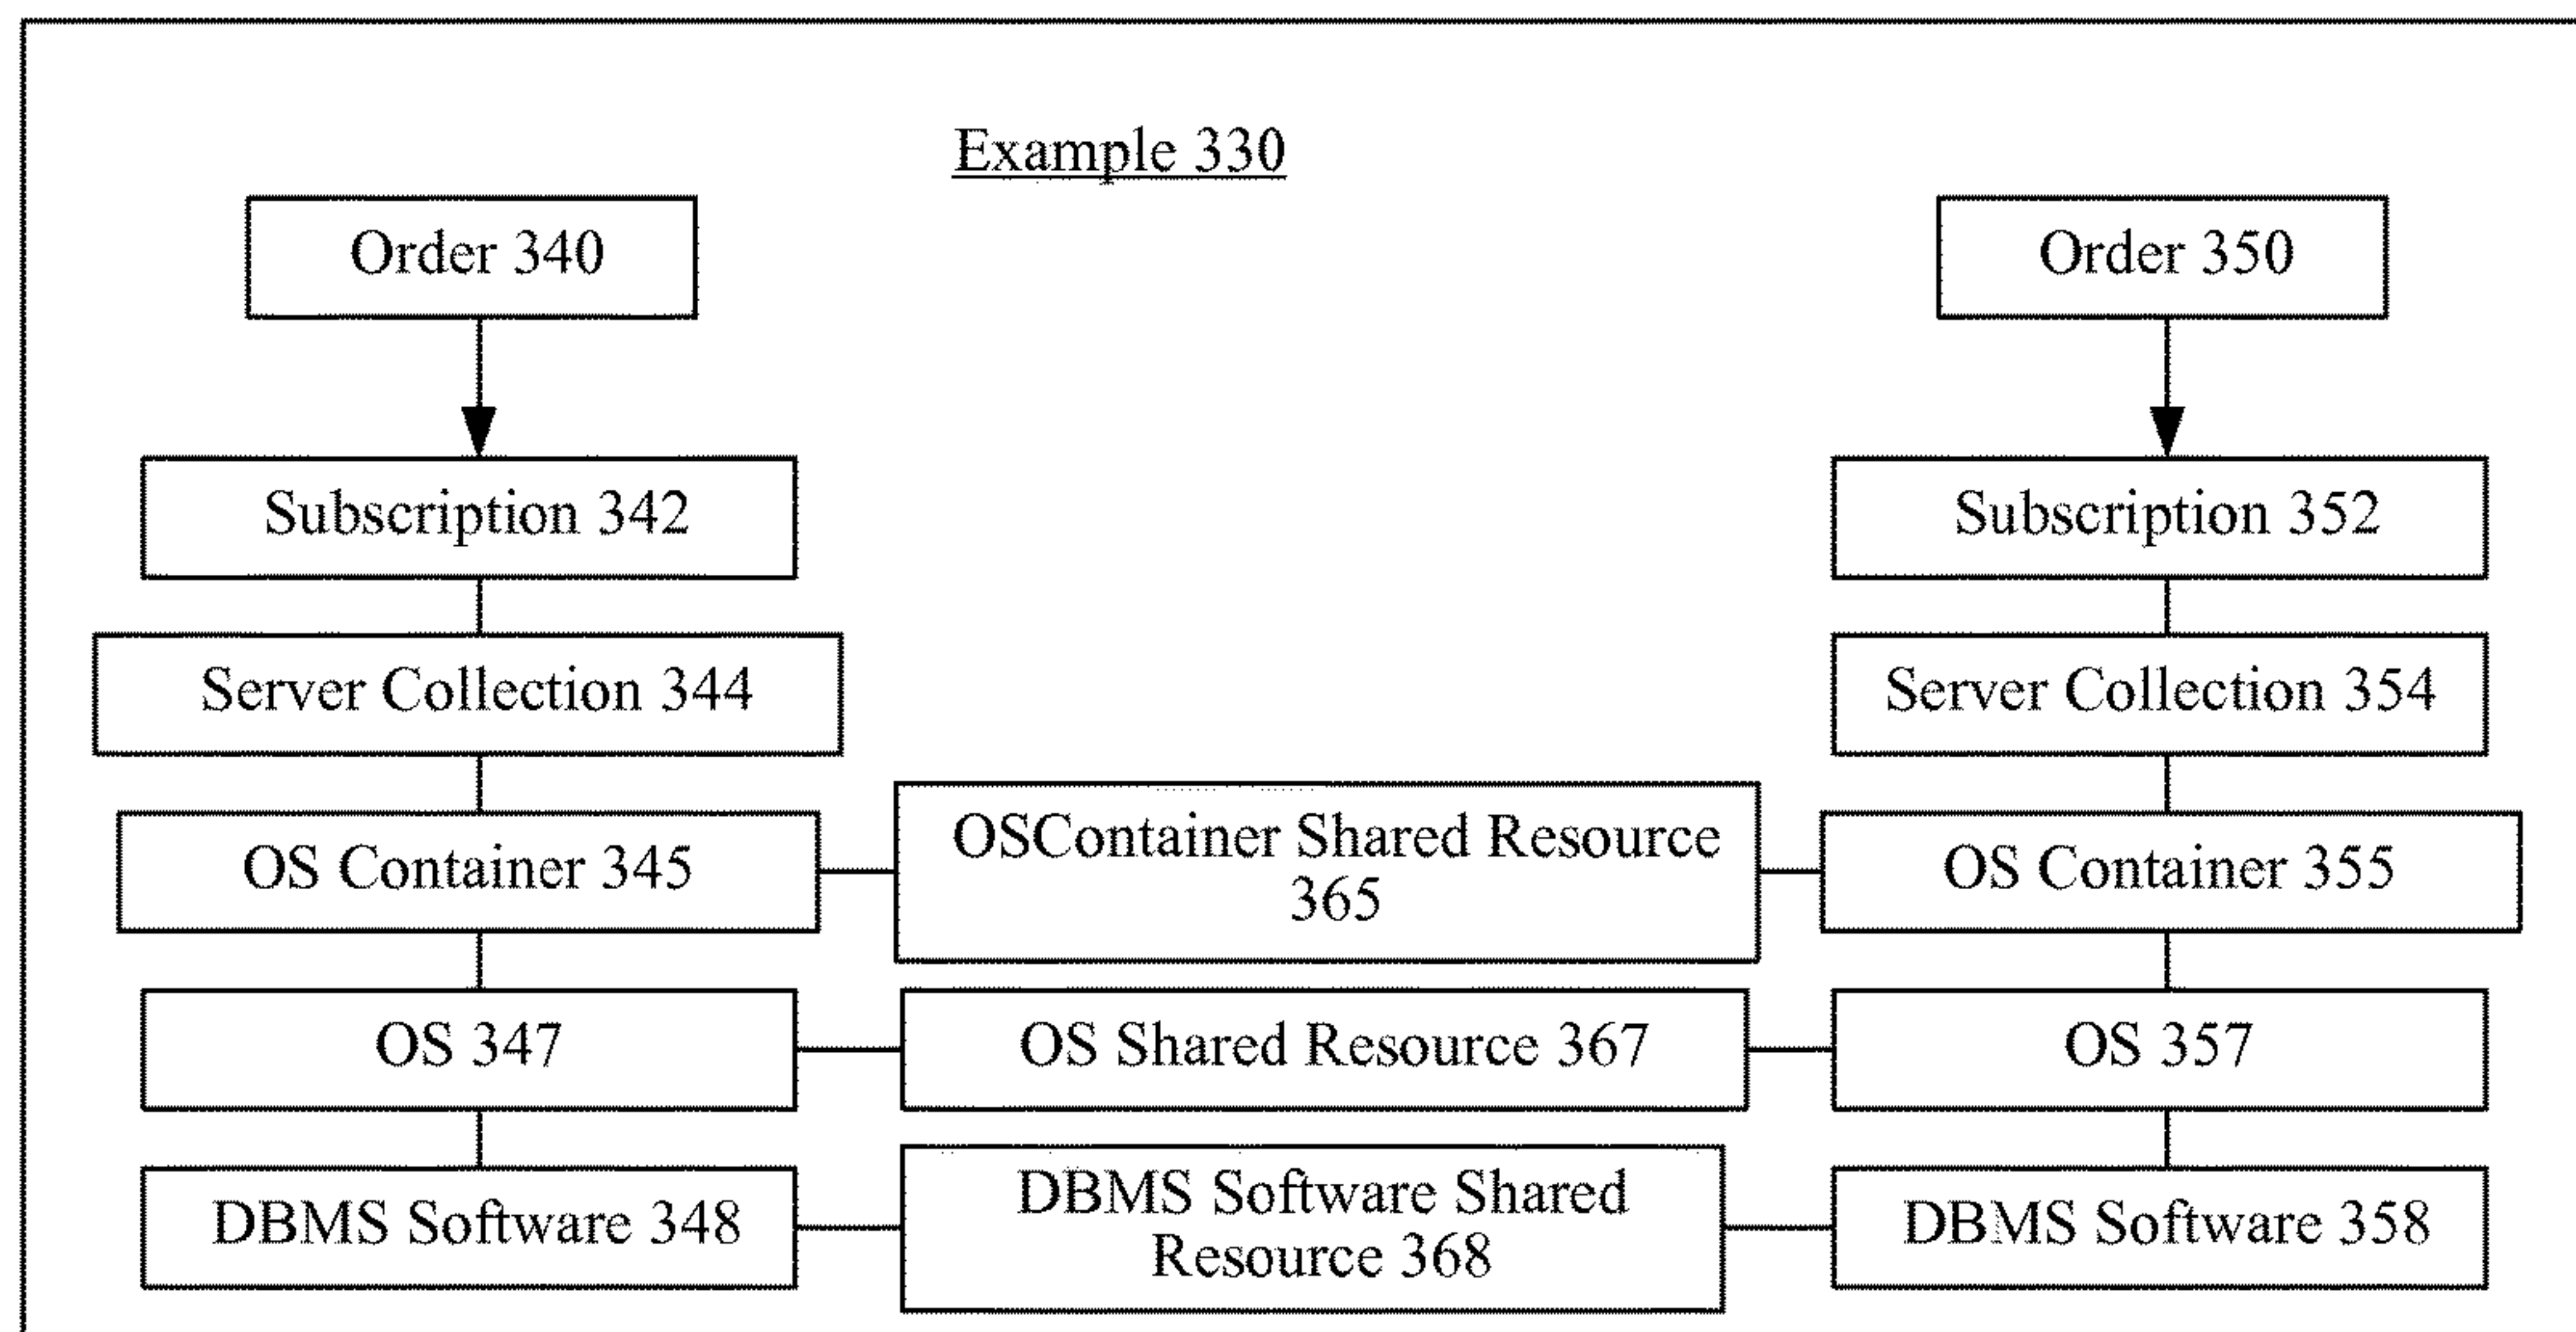 Example 330
Order 340
Order 350
Subscription 342
Subscription 352
Server Collection 344
Server Collection 354
OS Container 345
OSContainer Shared Resource
365
OS Container 355
OS 347
OS Shared Resource 367
OS 357
DBMS Software 348
DBMS Software Shared
Resource 368
DBMS Software 358